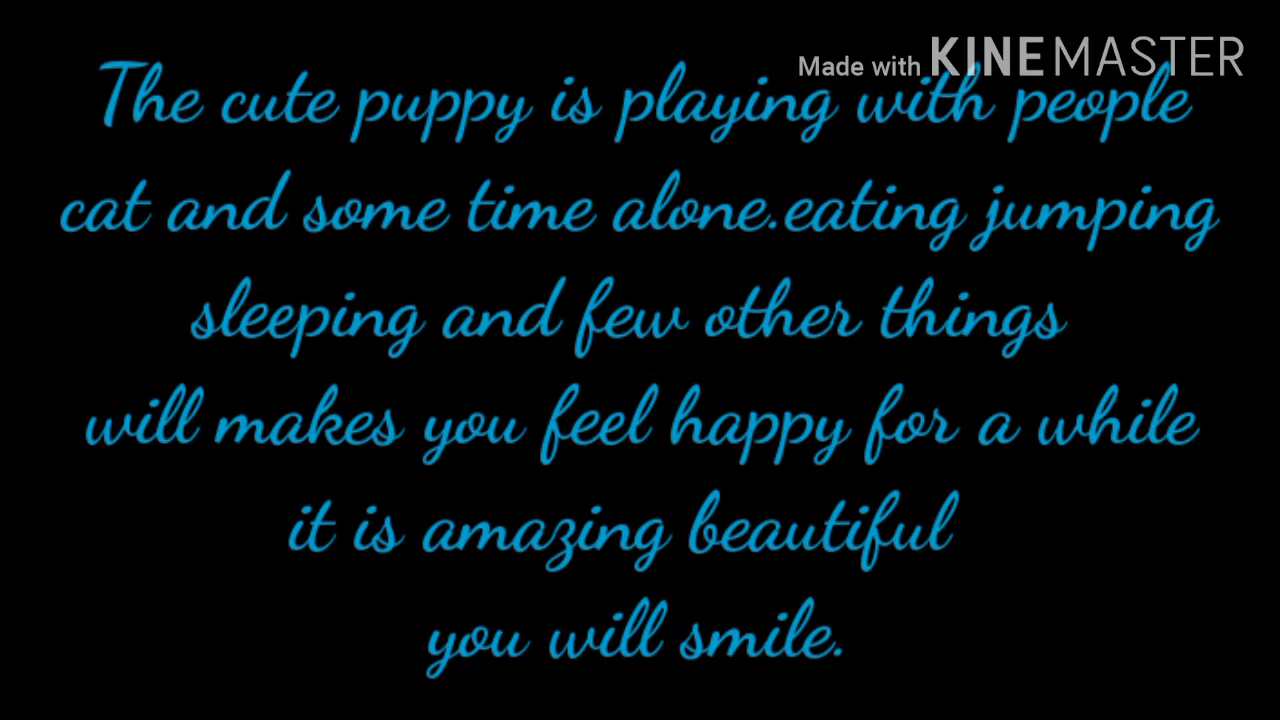 Made with KINEMASTER
The cute puppy is playing with people
cat and some time alone.eating jumping
sleeping and few other things
will makes you feel happy for a while
it is amazing beautiful
you will smile.